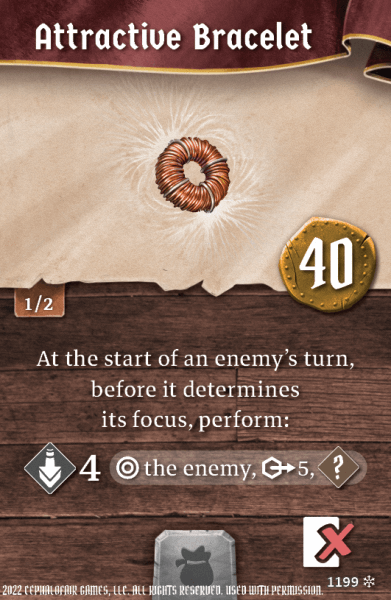 Attractive Bracelet
40
1/2
At the start of an enemy's turn,
before it determines
its focus, perform:
4 the enemy, 5, ?
1199
2022 CEPHALOFAIR GAMES, LLC. ALL RIGHTS RESERVED. USED WITH PERMISSION.